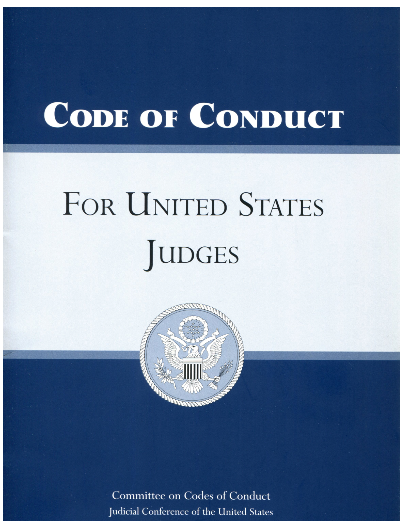 CODE OF CONDUCT
FOR UNITED STATES
JUDGES
Committee on Codes of Conduct
Judicial Conference of the United States